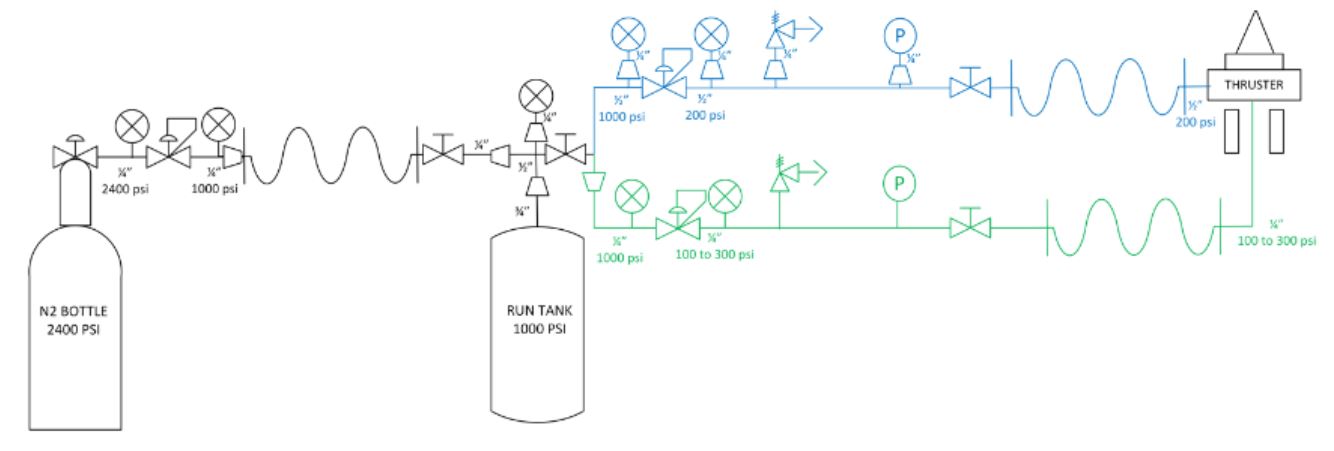 ¼"
¼"
¼"
P
¼"
THRUSTER
½"
1000 psi
½"
200 psi
½"
200 psi
¼"
¼"
½"
¼"
2400 psi
¼"
1000 psi
P
¾"
¼"
1000 psi
¼"
100 to 300 psi
¼"
100 to 300 psi
N2 BOTTLE
2400 PSI
RUN TANK
1000 PSI